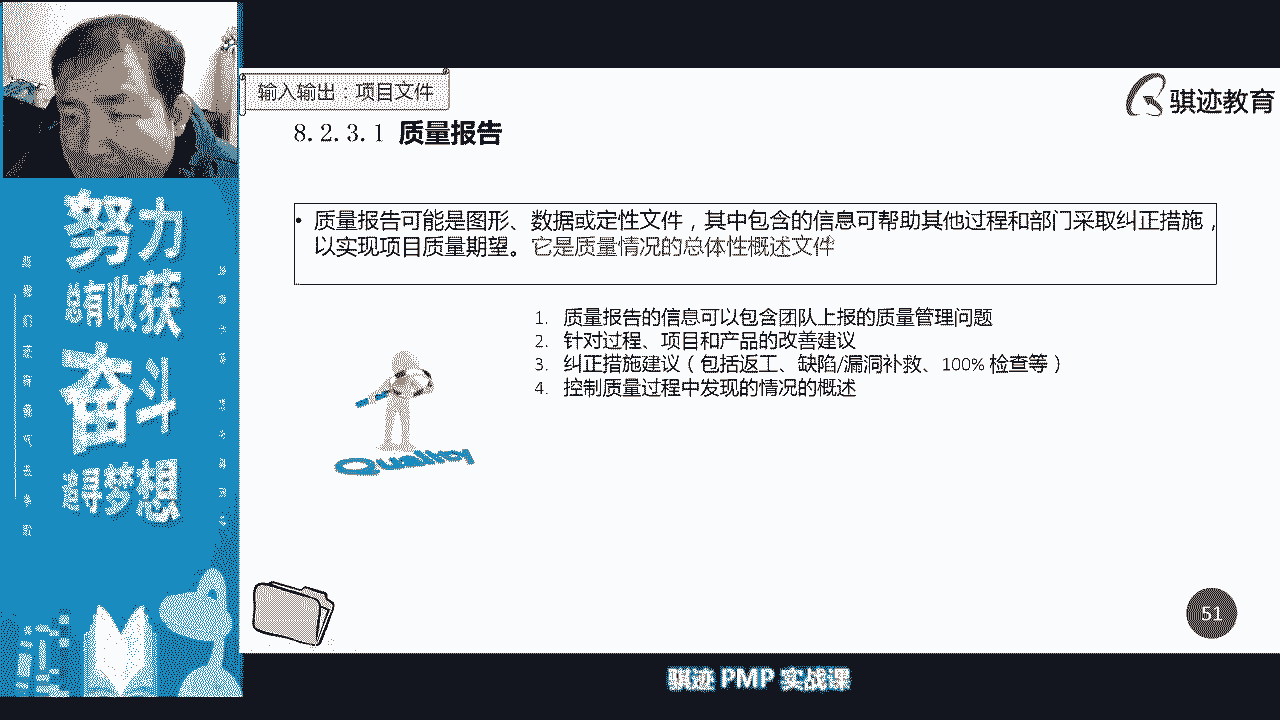 输入输出：项目文件
骐迹教育
8.2.3.1 质量报告
• 质量报告可能是图形、数据或定性文件，其中包含的信息可帮助其他过程和部门采取纠正措施，
以实现项目质量期望。它是质量情况的总体性概述文件
1. 质量报告的信息可以包含团队上报的质量管理问题
2. 针对过程、项目和产品的改善建议
3. 纠正措施建议（包括返工、缺陷/漏洞补救、100% 检查等）
4. 控制质量过程中发现的情况的概述
Quality
努力
总有收获
奋斗
追寻梦想
51
骐迹 PMP 实战课